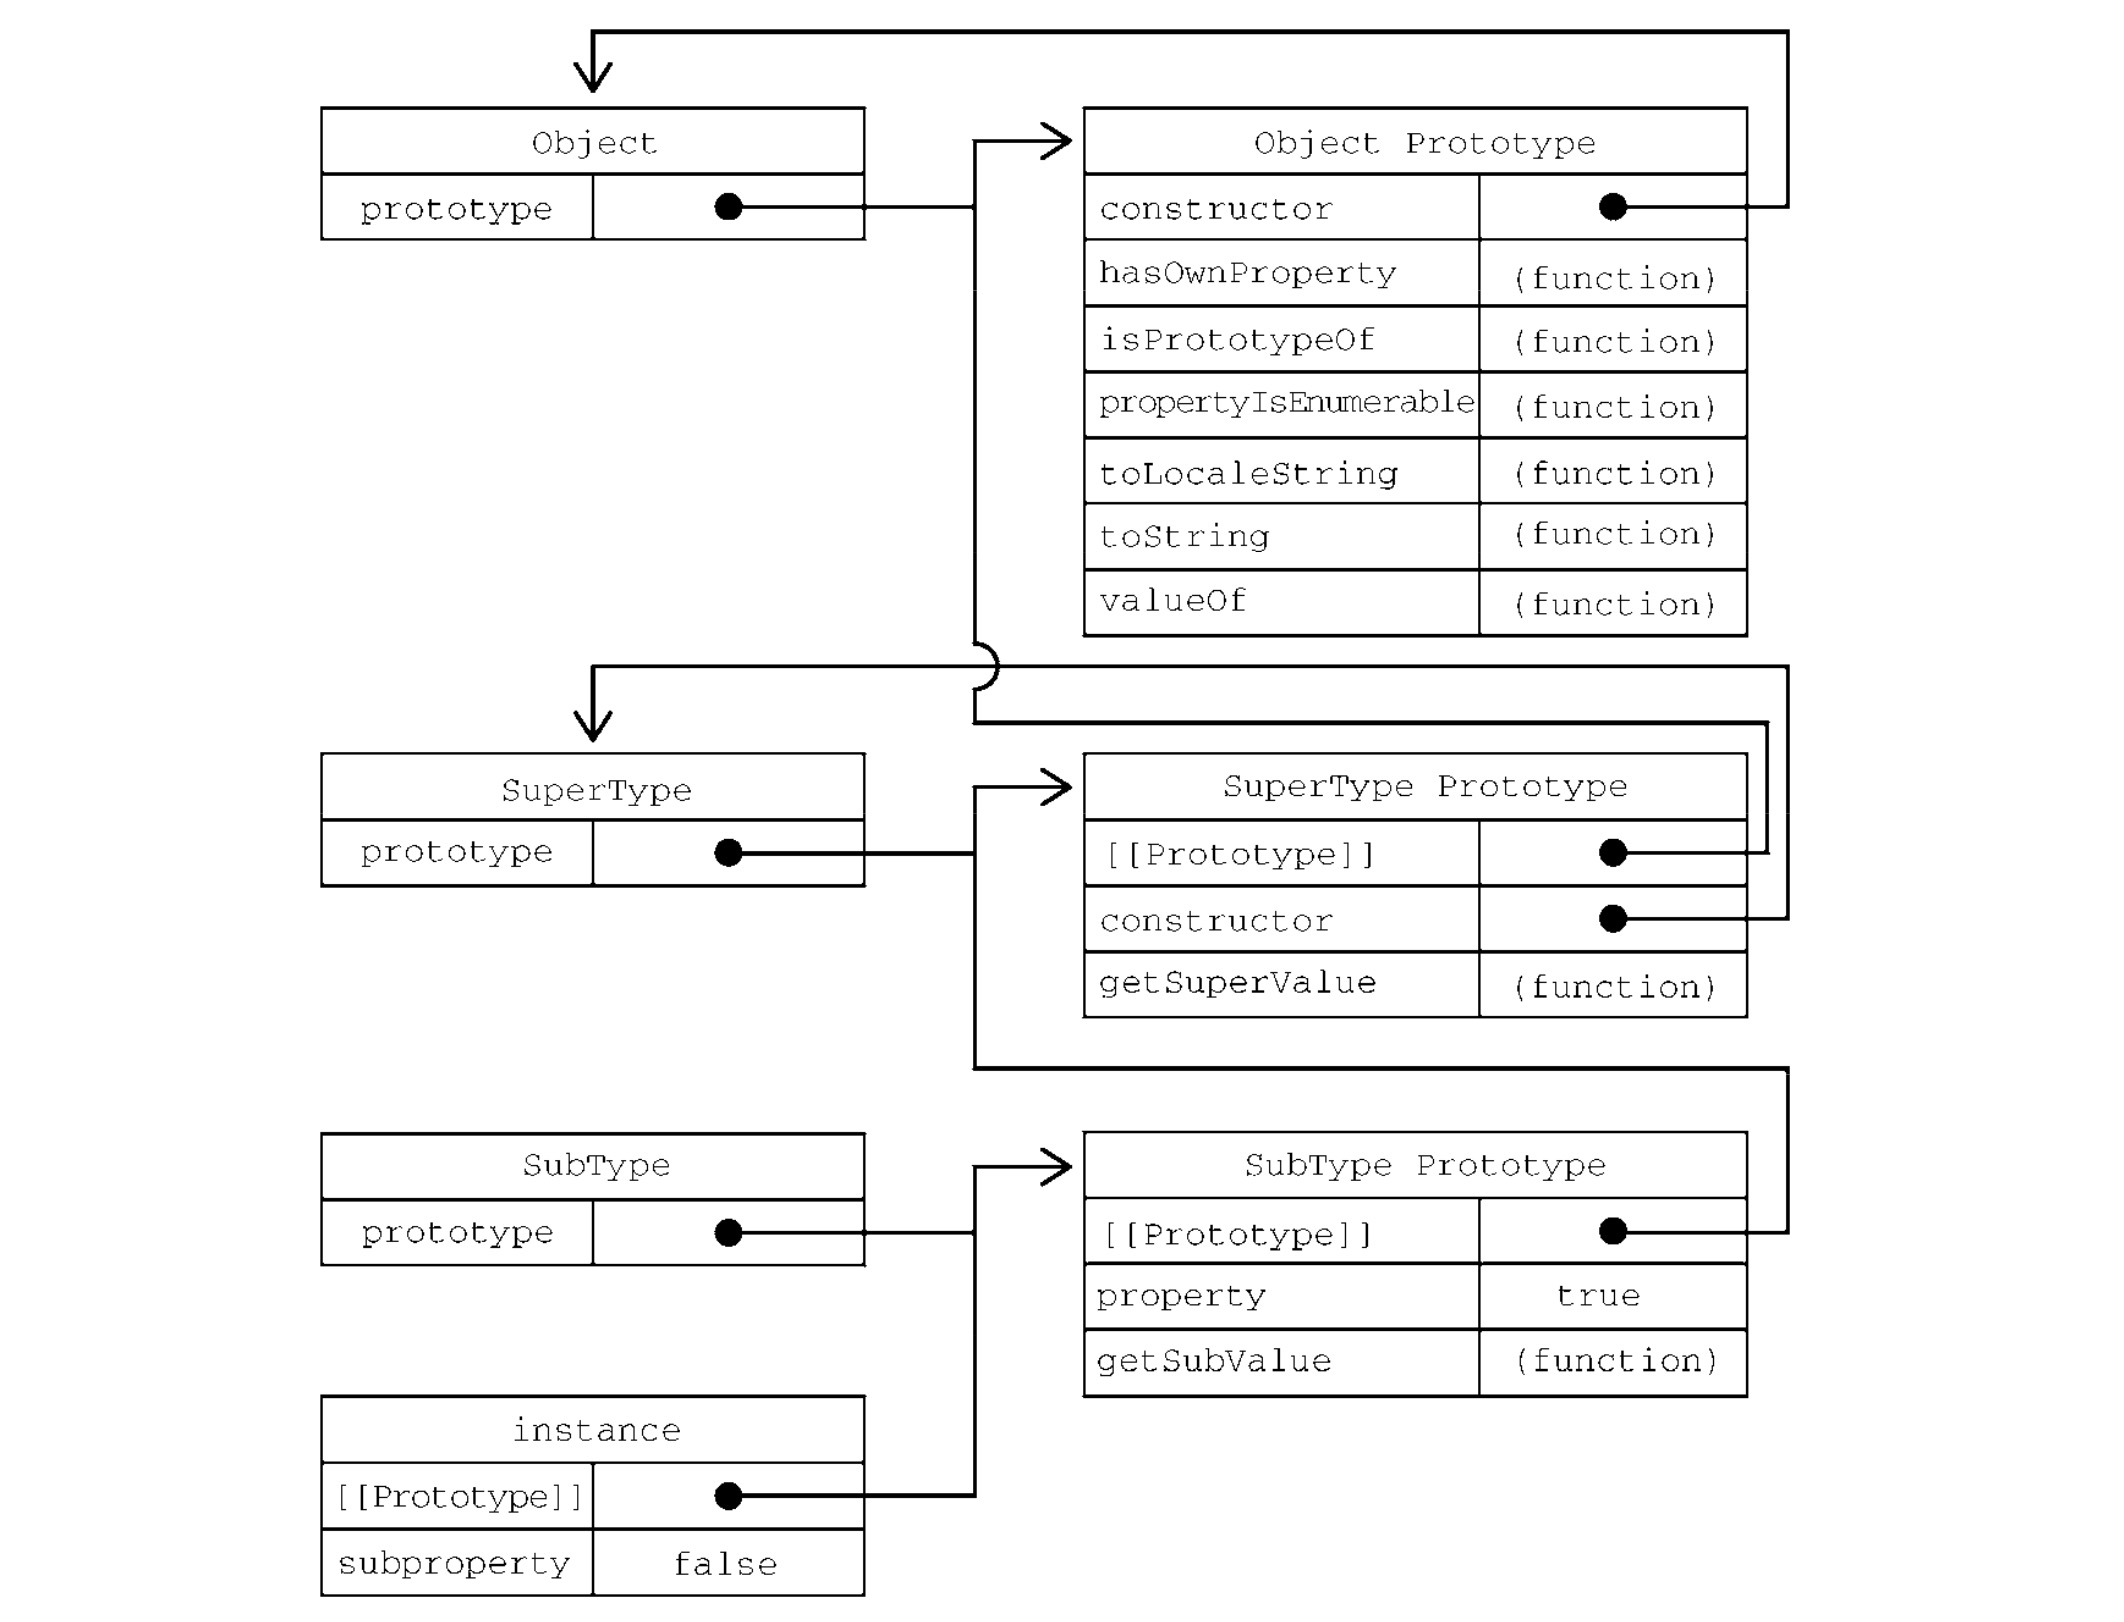 Object
prototype
Object Prototype
constructor
hasOwnProperty (function)
isPrototypeOf (function)
propertyIsEnumerable (function)
toLocaleString (function)
toString (function)
valueOf (function)
SuperType
prototype
SuperType Prototype
[[Prototype]]
constructor
getSuperValue (function)
SubType
prototype
SubType Prototype
[[Prototype]]
property true
getSubValue (function)
instance
[[Prototype]]
subproperty false